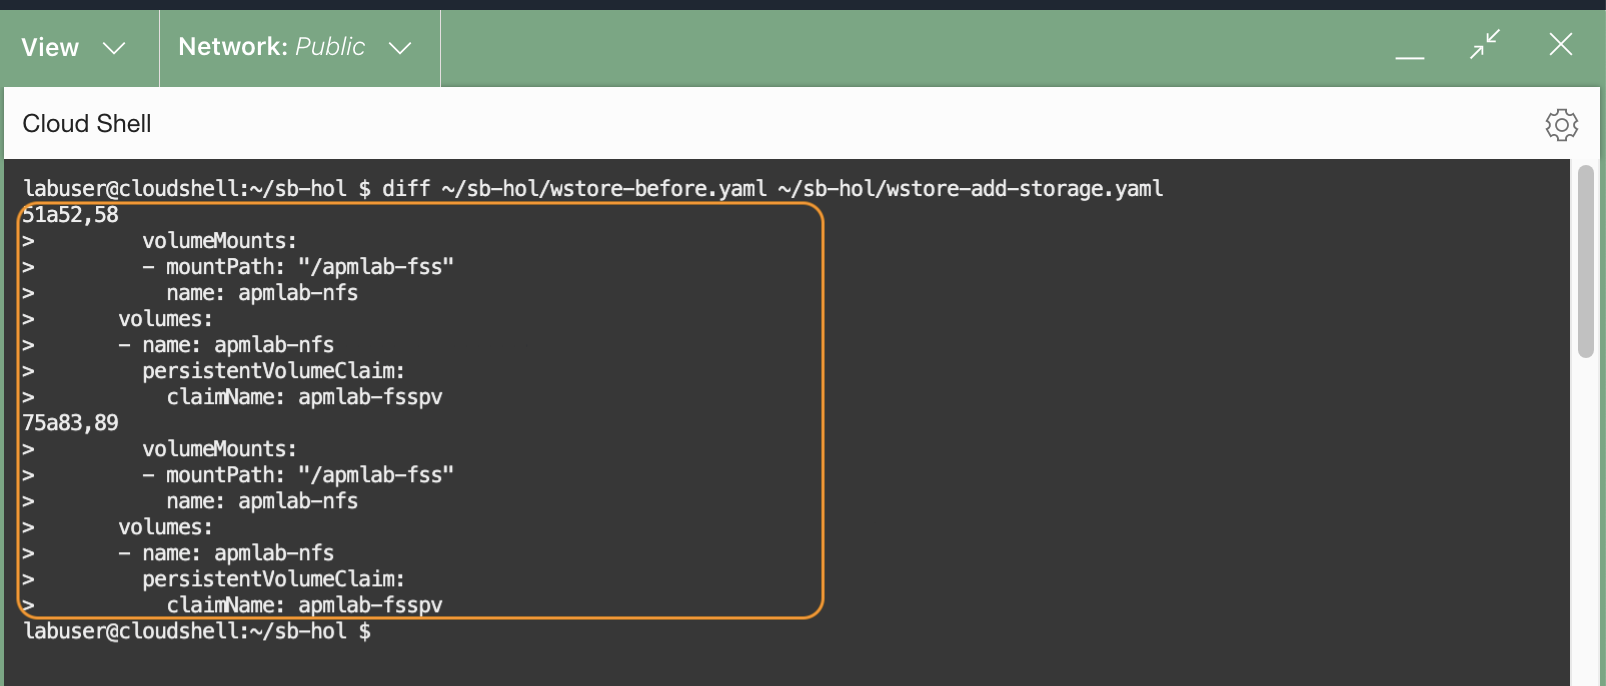 View
Network: Public
Cloud Shell
labuser@cloudshell:~/sb-hol $ diff ~/sb-hol/wstore-before.yaml ~/sb-hol/wstore-add-storage.yaml
51a52,58
>         volumeMounts:
>         - mountPath: "/apmlab-fss"
>           name: apmlab-nfs
>       volumes:
>       - name: apmlab-nfs
>         persistentVolumeClaim:
>           claimName: apmlab-fsspv
75a83,89
>         volumeMounts:
>         - mountPath: "/apmlab-fss"
>           name: apmlab-nfs
>       volumes:
>       - name: apmlab-nfs
>         persistentVolumeClaim:
>           claimName: apmlab-fsspv
labuser@cloudshell:~/sb-hol $